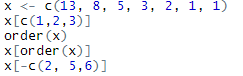 x <- c(13, 8, 5, 3, 2, 1, 1)
x[c(1,2,3)]
order(x)
x[order(x)]
x[-c(2, 5,6)]